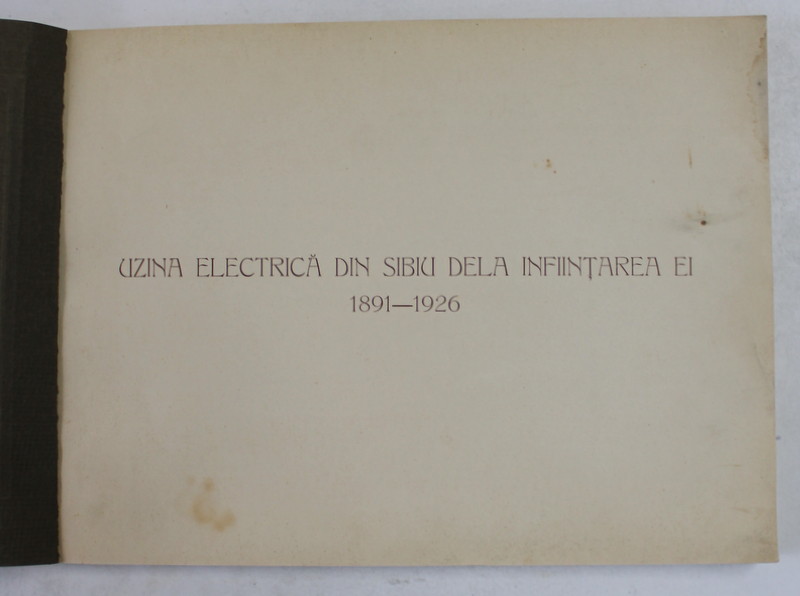 UZINA ELECTRICĂ DIN SIBIU DELA INFIINȚAREA EI
1891—1926